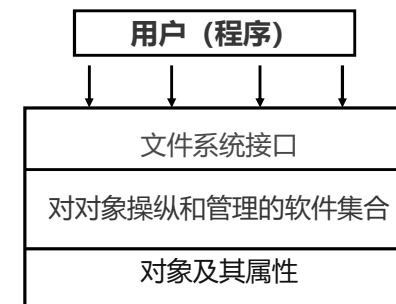 用户（程序）
文件系统接口
对对象操纵和管理的软件集合
对象及其属性